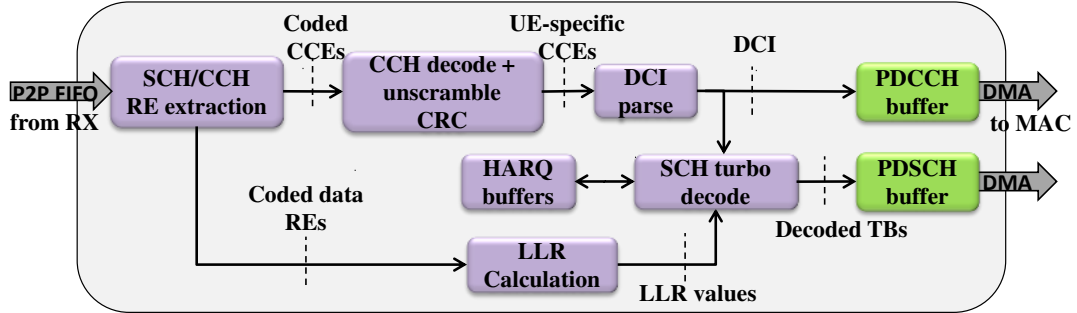 Coded
CCEs
UE-specific
CCEs
DCI
P2P FIFO
from RX
SCH/CCH
RE extraction
CCH decode +
unscramble
CRC
DCI
parse
PDCCH
buffer
DMA
to MAC
HARQ
buffers
SCH turbo
decode
PDSCH
buffer
DMA
Coded data
REs
Decoded TBs
LLR
Calculation
LLR values